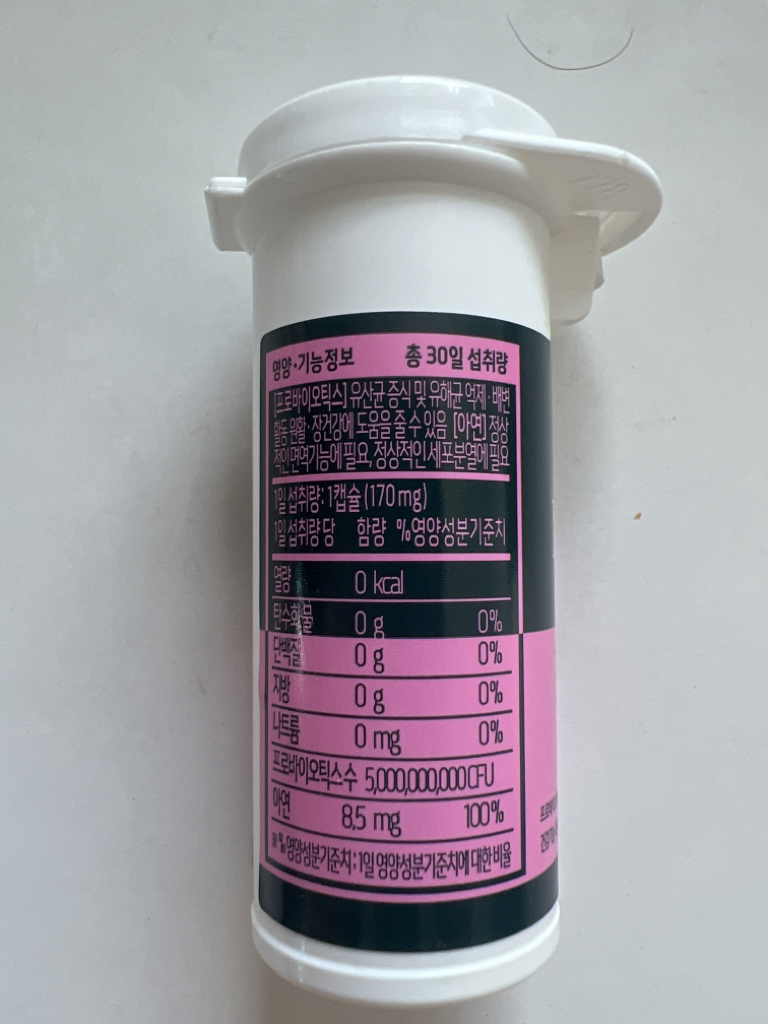 영양·기능정보 총 30일 섭취량
[프로바이오틱스] 유산균 증식 및 유해균 억제·배변
활동 원활·장건강에 도움을 줄 수 있음 [아연] 정상
적인 면역기능에 필요, 정상적인 세포분열에 필요
1일 섭취량: 1캡슐 (170 mg)
1일 섭취량당 함량 %영양성분기준치
열량 0 kcal
탄수화물 0 g 0%
단백질 0 g 0%
지방 0 g 0%
나트륨 0 mg 0%
프로바이오틱스 수 5,000,000,000 CFU
아연 8.5 mg 100%
※ % 영양성분기준치: 1일 영양성분기준치에 대한 비율